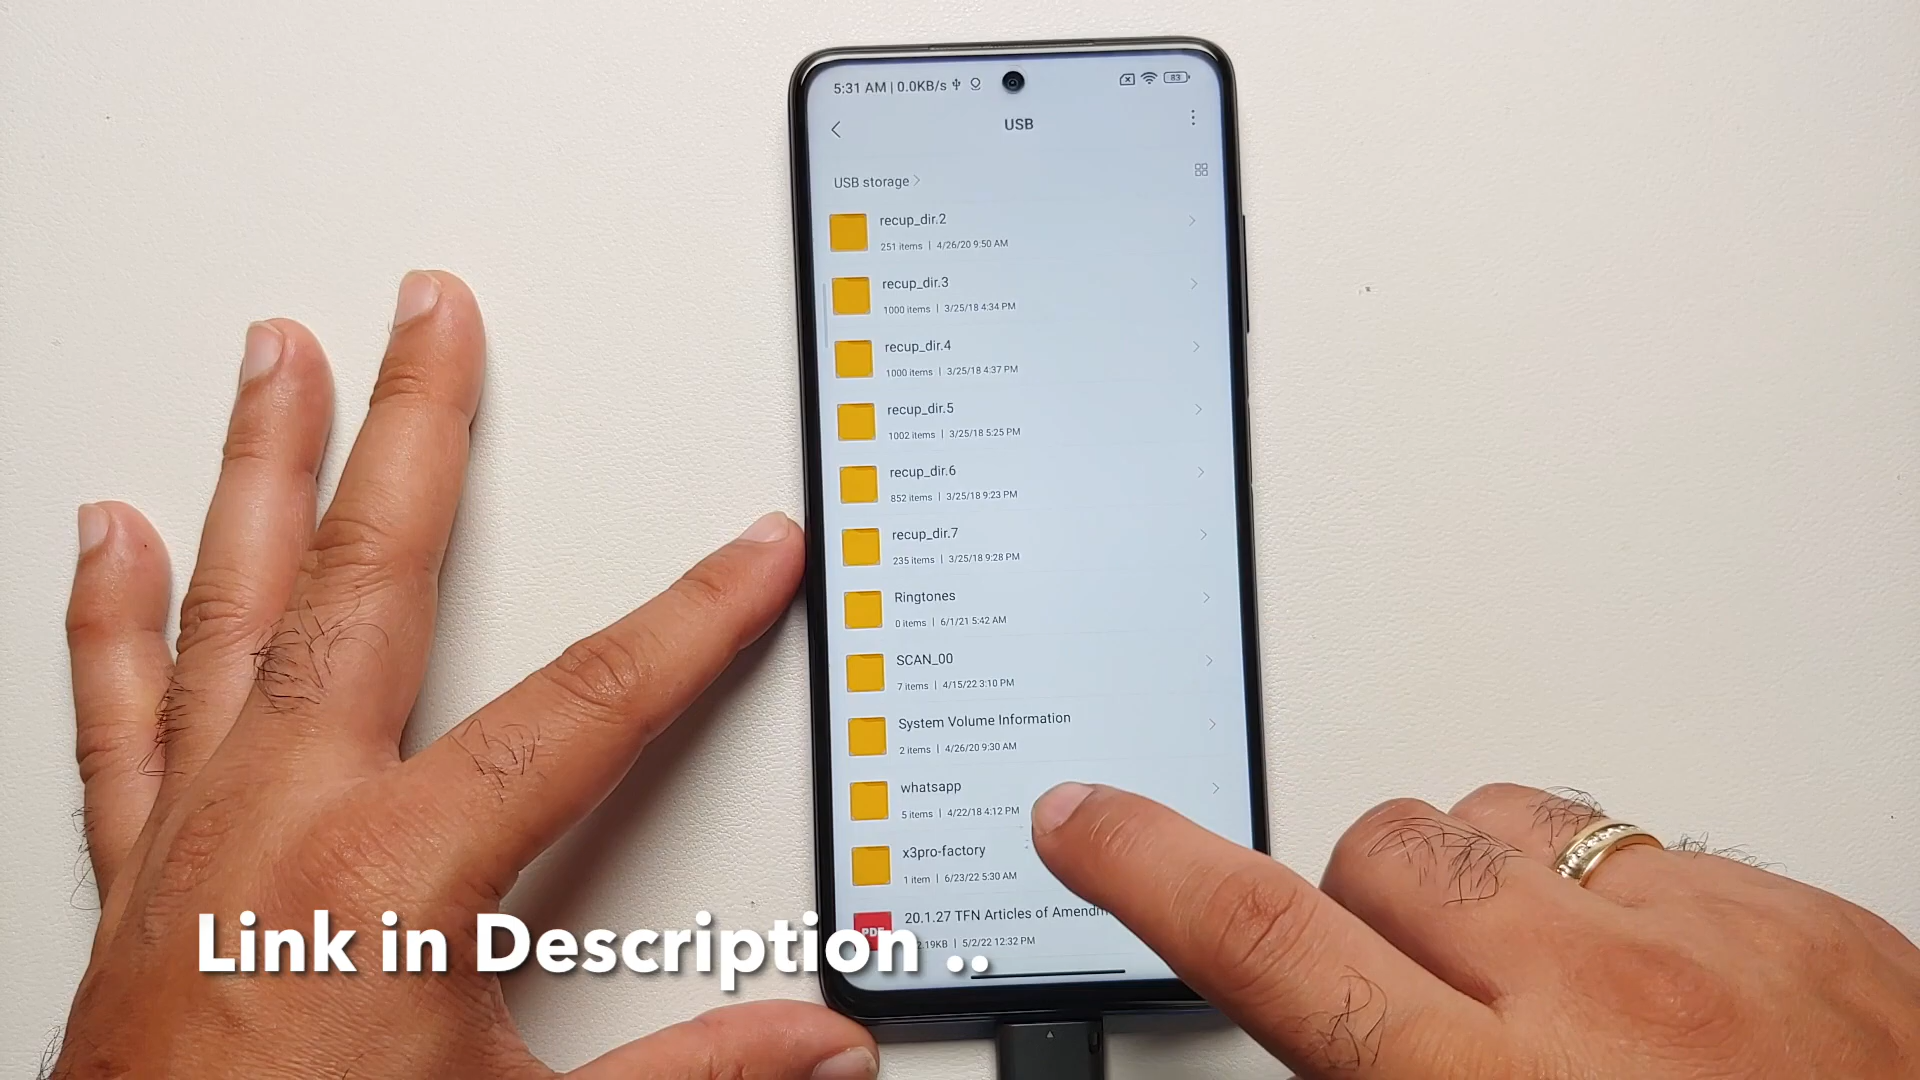 5:31 AM | 0.0KB/s
83
USB
USB storage
recup_dir.2
251 items | 4/26/20 9:50 AM
recup_dir.3
1000 items | 3/25/18 4:34 PM
recup_dir.4
1000 items | 3/25/18 4:37 PM
recup_dir.5
1002 items | 3/25/18 5:25 PM
recup_dir.6
852 items | 3/25/18 9:23 PM
recup_dir.7
235 items | 3/25/18 9:28 PM
Ringtones
0 items | 6/1/21 5:42 AM
SCAN_00
7 items | 4/15/22 3:10 PM
System Volume Information
2 items | 4/26/20 9:30 AM
whatsapp
5 items | 4/22/18 4:12 PM
x3pro-factory
1 item | 6/23/22 5:30 AM
20.1.27 TFN Articles of
PDF
2.19KB | 5/2/22 12:32 PM
Link in Description ..